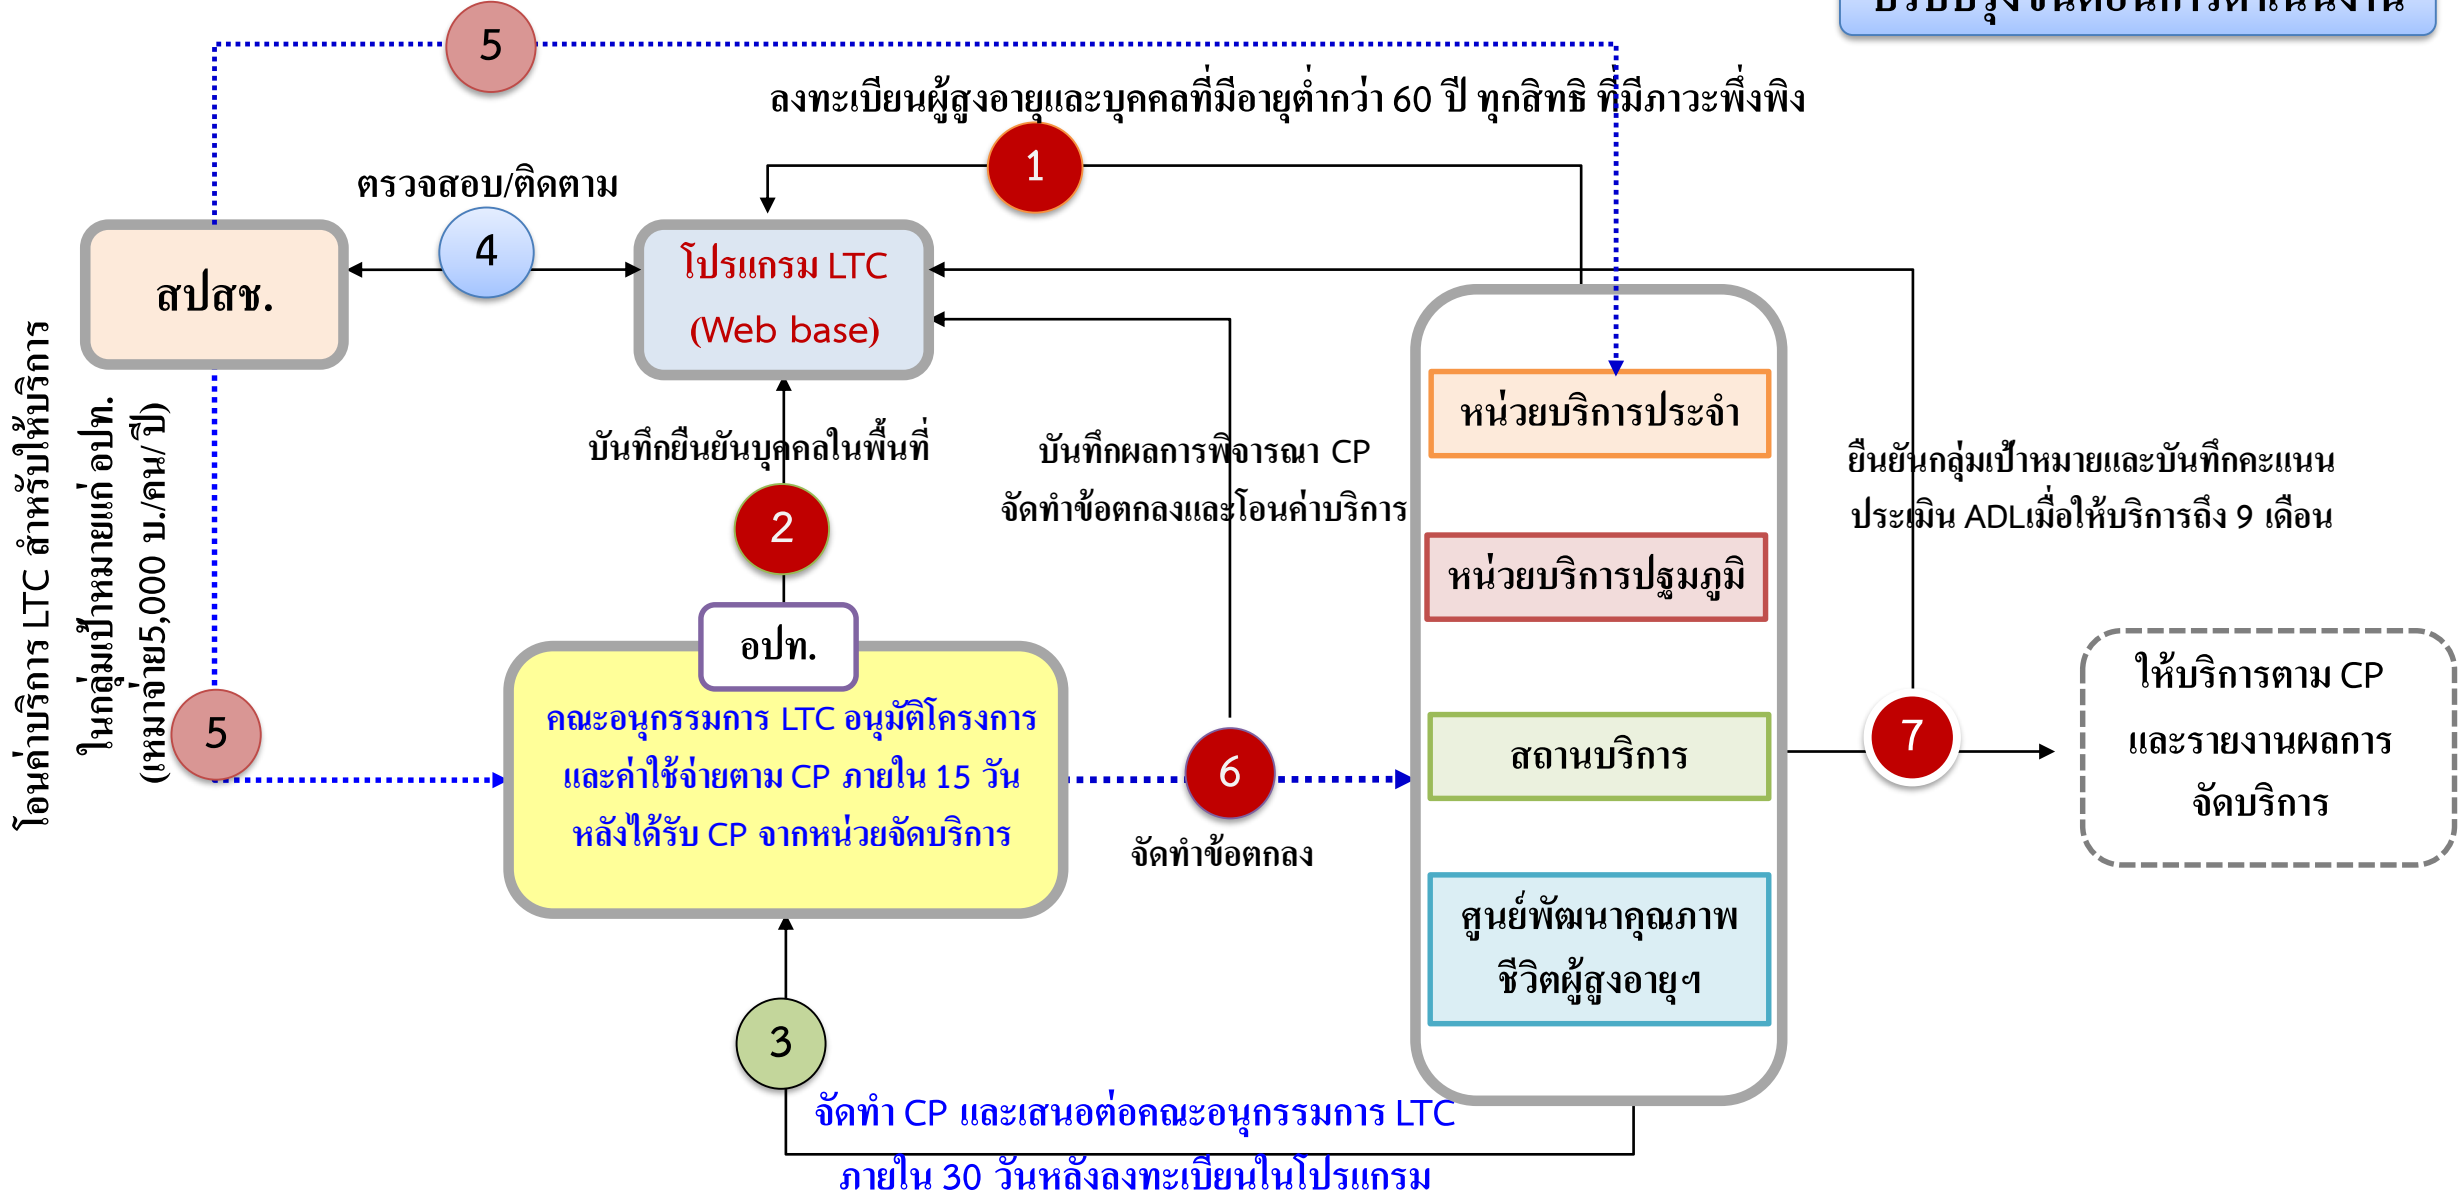 ปรับปรุงขั้นตอนการดำเนินงาน
5
ลงทะเบียนผู้สูงอายุและบุคคลที่มีอายุต่ำกว่า 60 ปี ทุกสิทธิ ที่มีภาวะพึ่งพิง
1
ตรวจสอบ/ติดตาม
4
สปสช.
โปรแกรม LTC
(Web base)
โอนค่าบริการ LTC สำหรับให้บริการ
ในกลุ่มเป้าหมายแก่ อปท.
(เหมาจ่าย5,000 บ./คน/ปี)
บันทึกยืนยันบุคคลในพื้นที่
2
บันทึกผลการพิจารณา CP
จัดทำข้อตกลงและโอนค่าบริการ
หน่วยบริการประจำ
หน่วยบริการปฐมภูมิ
สถานบริการ
ศูนย์พัฒนาคุณภาพ
ชีวิตผู้สูงอายุฯ
ยืนยันกลุ่มเป้าหมายและบันทึกคะแนน
ประเมิน ADLเมื่อให้บริการถึง 9 เดือน
7
ให้บริการตาม CP
และรายงานผลการ
จัดบริการ
อปท.
คณะอนุกรรมการ LTC อนุมัติโครงการ
และค่าใช้จ่ายตาม CP ภายใน 15 วัน
หลังได้รับ CP จากหน่วยจัดบริการ
5
6
จัดทำข้อตกลง
3
จัดทำ CP และเสนอต่อคณะอนุกรรมการ LTC
ภายใน 30 วันหลังลงทะเบียนในโปรแกรม